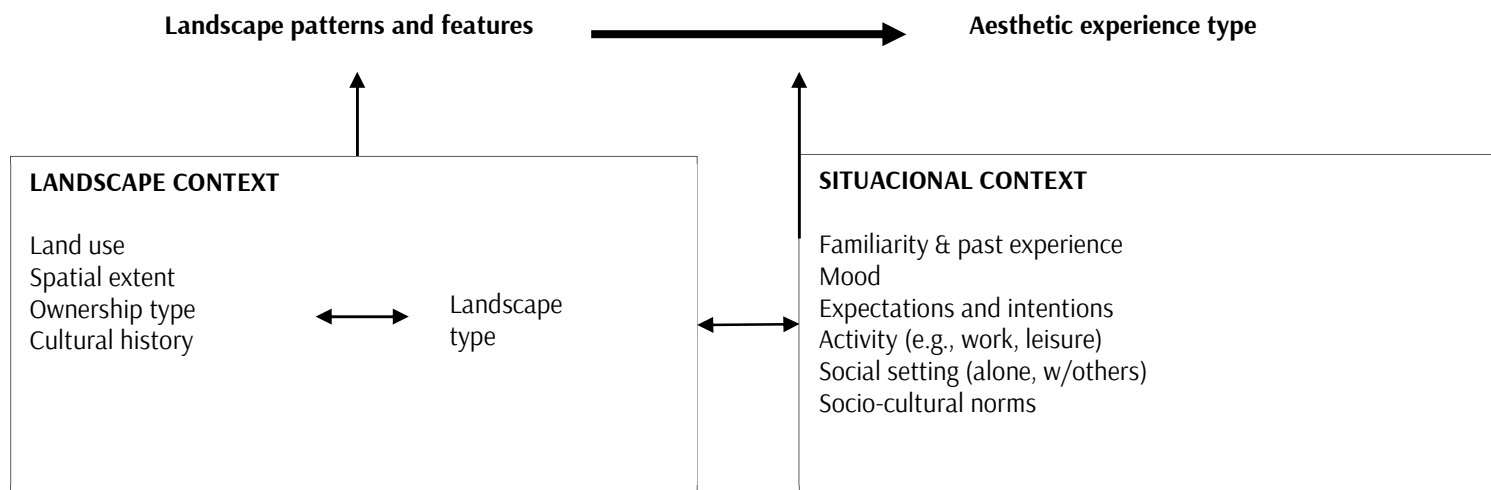 Landscape patterns and features
Aesthetic experience type
LANDSCAPE CONTEXT
Land use
Spatial extent
Ownership type
Cultural history
Landscape
type
SITUACIONAL CONTEXT
Familiarity & past experience
Mood
Expectations and intentions
Activity (e.g., work, leisure)
Social setting (alone, w/others)
Socio-cultural norms